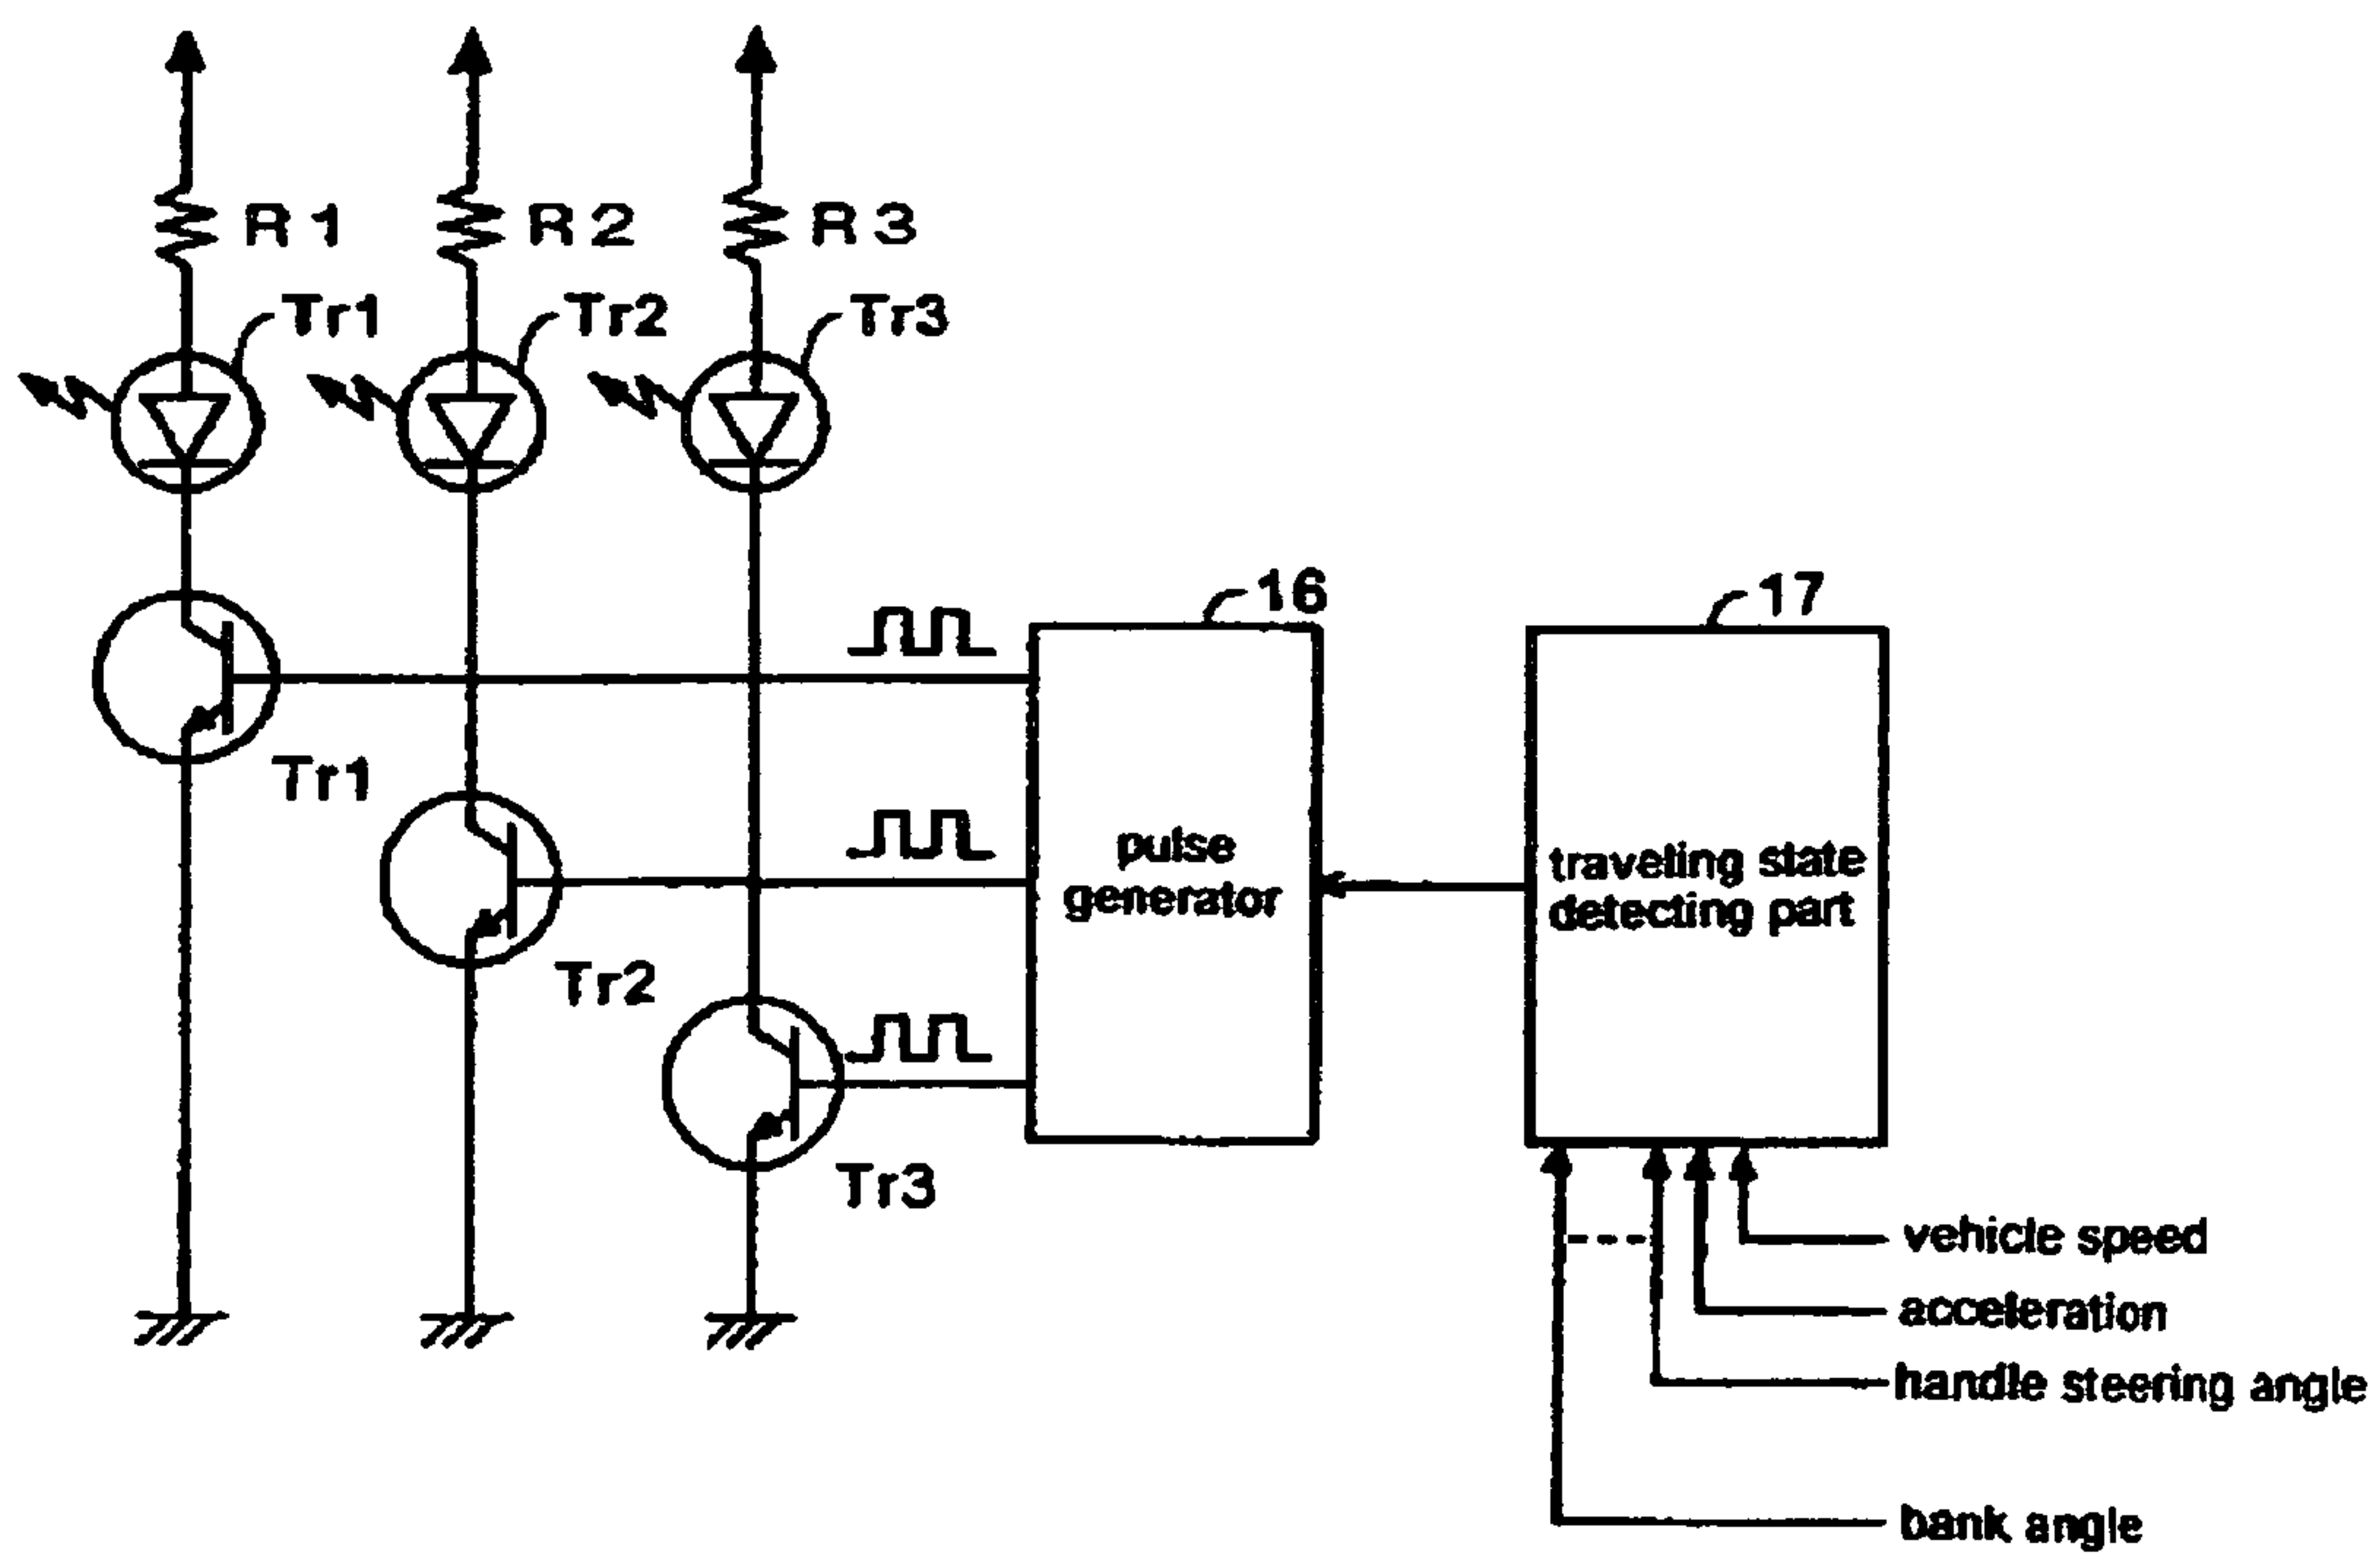 R1
R2
R3
Tr1
Tr2
Tr3
16
17
Tr1
pulse
generator
traveling state
detecting part
Tr2
Tr3
vehicle speed
acceleration
handle steering angle
bank angle